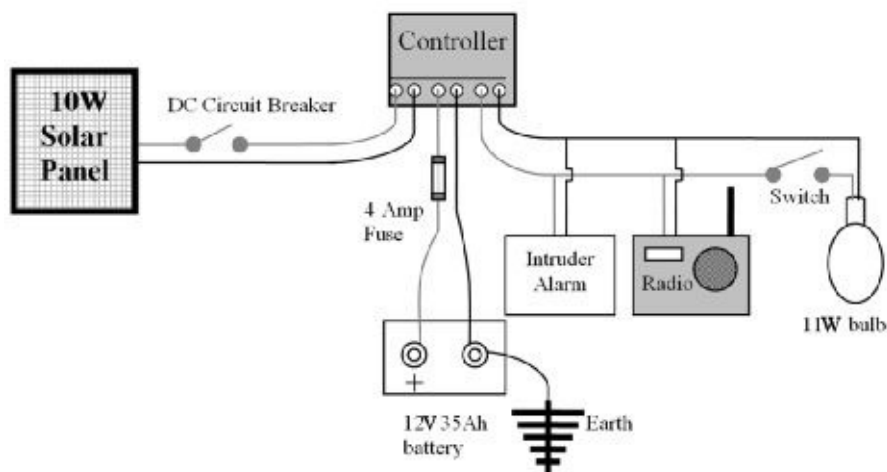 Controller
10W
Solar
Panel
DC Circuit Breaker
4 Amp
Fuse
Switch
Intruder
Alarm
Radio
11W bulb
+
12V 35Ah
battery
Earth